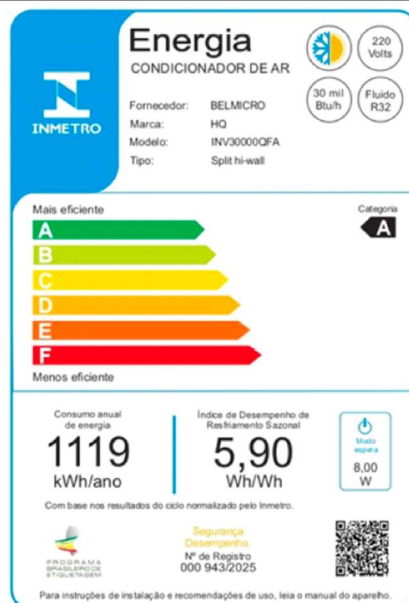 Energia
CONDICIONADOR DE AR
220
Volts
30 mil
Btu/h
Fluido
R32
INMETRO
Fornecedor: BELMICRO
Marca: HQ
Modelo: INV30000QFA
Tipo: Split hi-wall
Mais eficiente
Categoria
A
A
B
C
D
E
F
Menos eficiente
Consumo anual
de energia
1119
kWh/ano
Índice de Desempenho de
Resfriamento Sazonal
5,90
Wh/Wh
Modo
espera
8,00
W
Com base nos resultados do ciclo normalizado pelo Inmetro.
PROGRAMA
BRASILEIRO DE
ETIQUETAGEM
Segurança
Desempenho.
Nº de Registro
000 943/2025
Para instruções de instalação e recomendações de uso, leia o manual do aparelho.